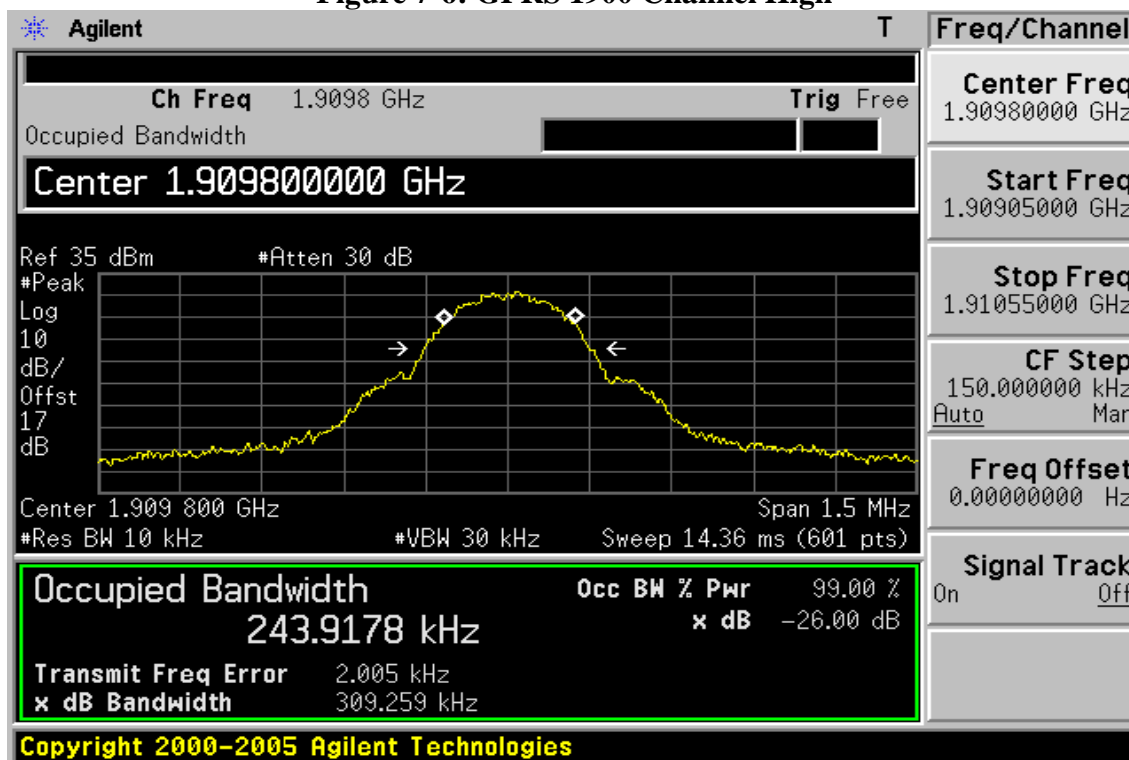 Figure 7-6: GPRS 1900 Channel High
Agilent T
Ch Freq 1.9098 GHz Trig Free
Occupied Bandwidth
Center 1.909800000 GHz
Ref 35 dBm #Atten 30 dB
#Peak
Log
10
dB/
Offst
17
dB
Center 1.909 800 GHz Span 1.5 MHz
#Res BW 10 kHz #VBW 30 kHz Sweep 14.36 ms (601 pts)
Occupied Bandwidth Occ BW % Pwr 99.00 %
243.9178 kHz x dB -26.00 dB
Transmit Freq Error 2.005 kHz
x dB Bandwidth 309.259 kHz
Copyright 2000-2005 Agilent Technologies
Freq/Channel
Center Freq
1.90980000 GHz
Start Freq
1.90905000 GHz
Stop Freq
1.91055000 GHz
CF Step
150.000000 kHz
Auto Man
Freq Offset
0.00000000 Hz
Signal Track
On Off